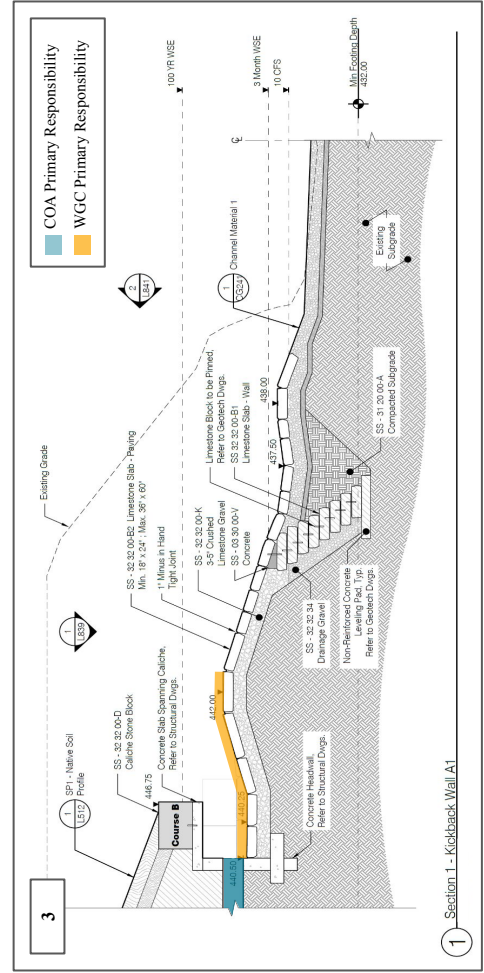 3
COA Primary Responsibility
WGC Primary Responsibility
1
L512
SP1 - Native Soil
Profile
1
L839
Existing Grade
2
L841
SS - 32 32 00-D
Caliche Stone Block
446.75
Course B
Concrete Slab Spanning Caliche,
Refer to Structural Dwgs.
SS - 32 32 00-B2 Limestone Slab - Paving
Min. 18" x 24" ; Max. 36" x 60"
1" Minus in Hand
Tight Joint
SS - 32 32 00-K
3-5" Crushed
Limestone Gravel
SS - 03 30 00-V
Concrete
Limestone Block to be Pinned,
Refer to Geotech Dwgs.
SS 32 32 00-B1
Limestone Slab - Wall
437.50
438.00
1
CG24
Channel Material 1
100 YR WSE
3 Month WSE
10 CFS
℄
Min Footing Depth
432.00
440.50
440.25
442.00
Concrete Headwall,
Refer to Structural Dwgs.
SS - 32 32 34
Drainage Gravel
Non-Reinforced Concrete
Leveling Pad, Typ.
Refer to Geotech Dwgs.
SS - 31 20 00-A
Compacted Subgrade
Existing
Subgrade
1
Section 1 - Kickback Wall A1